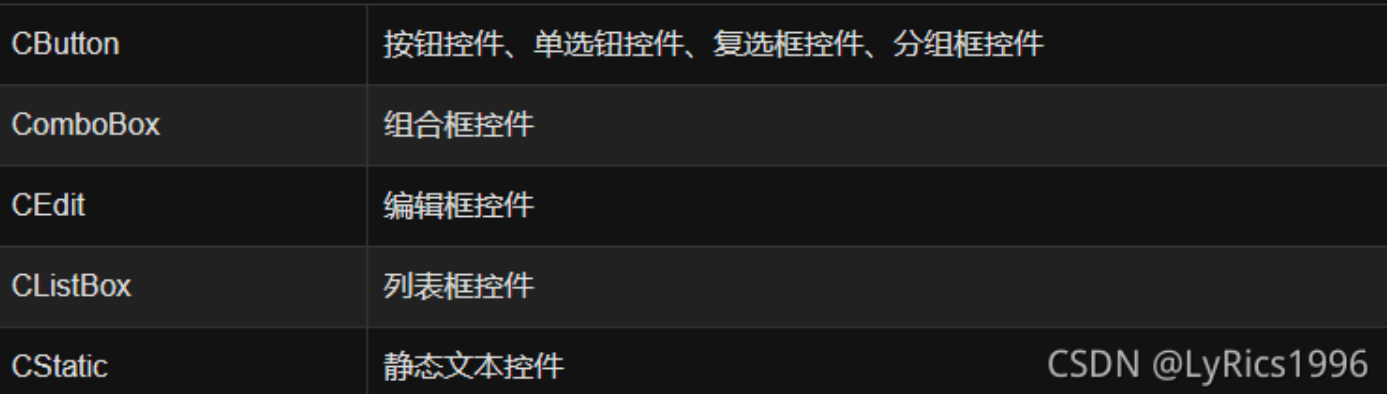 CButton 按钮控件、单选钮控件、复选框控件、分组框控件
ComboBox 组合框控件
CEdit 编辑框控件
CListBox 列表框控件
CStatic 静态文本控件
CSDN @LyRics1996